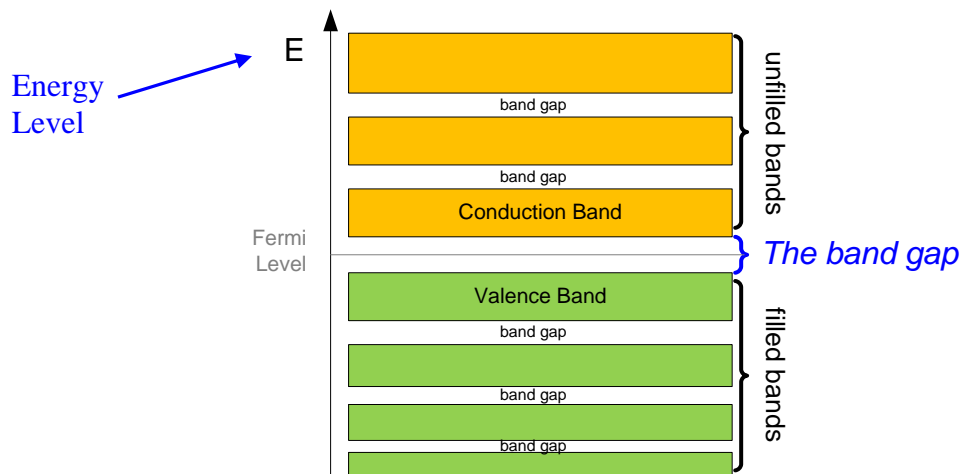 E
Energy
Level
band gap
band gap
unfilled bands
Conduction Band
Fermi
Level
The band gap
Valence Band
band gap
filled bands
band gap
band gap